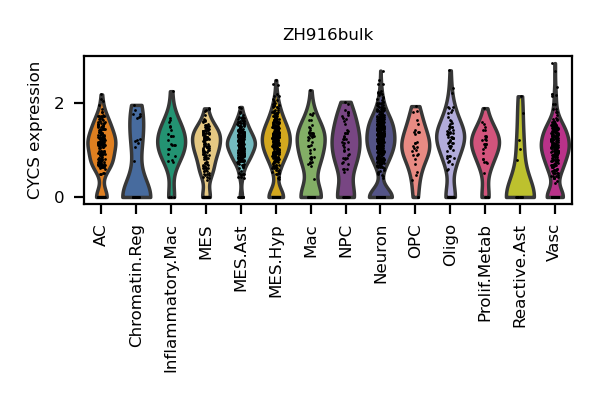 ZH916bulk
CYCS expression
2
0
AC
Chromatin.Reg
Inflammatory.Mac
MES
MES.Ast
MES.Hyp
Mac
NPC
Neuron
OPC
Oligo
Prolif.Metab
Reactive.Ast
Vasc